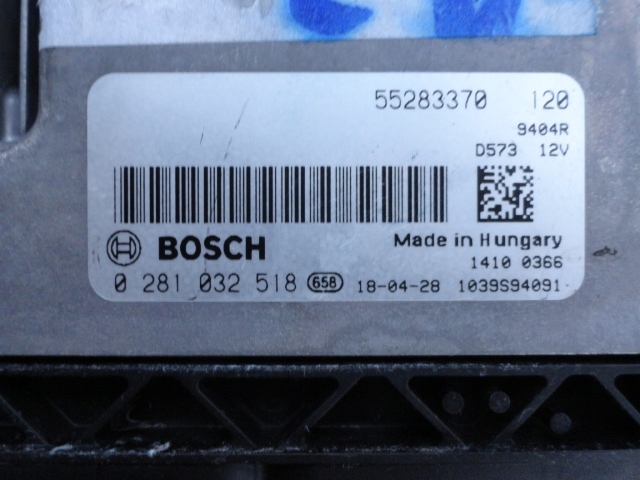 55283370 120
9404R
D573 12V
BOSCH Made in Hungary
1410 0366
0 281 032 518 658 18-04-28 1039S94091